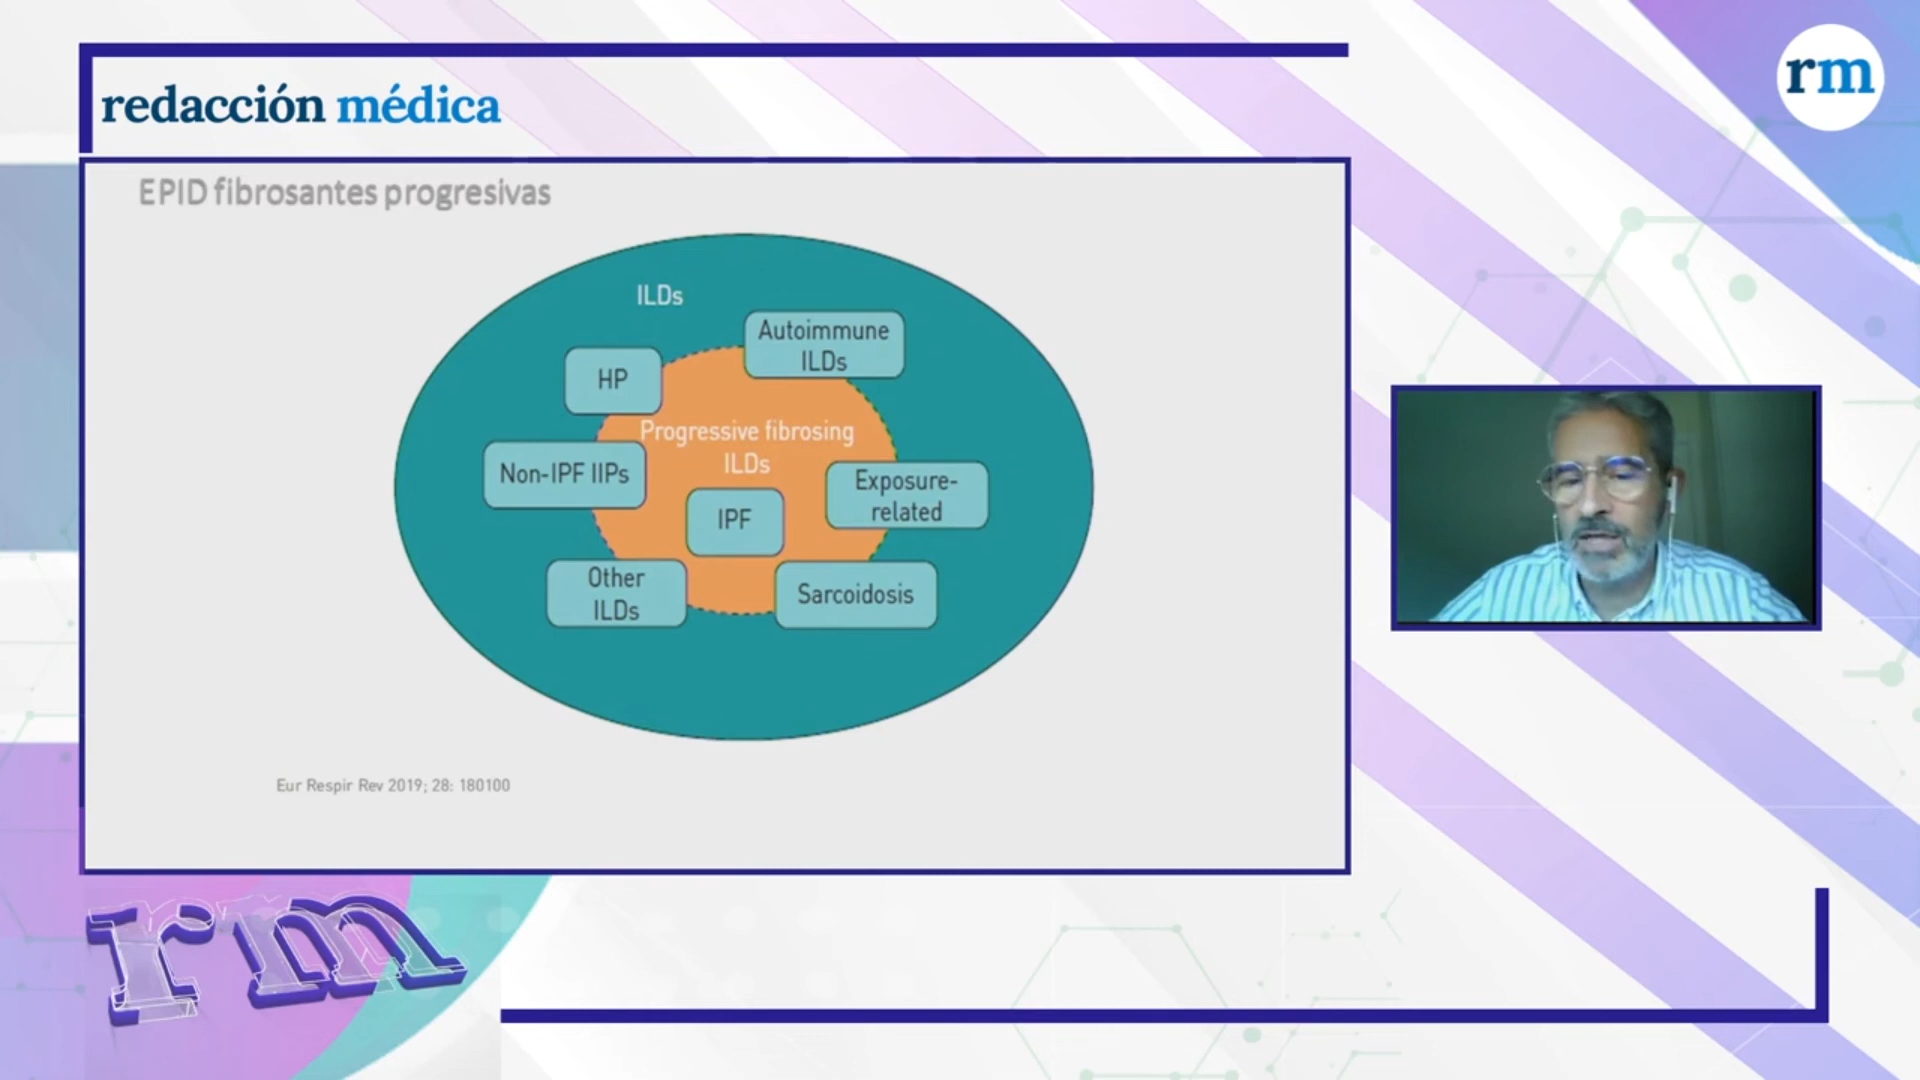 redacción médica
rm
EPID fibrosantes progresivas
ILDs
Autoimmune
ILDs
HP
Progressive fibrosing
ILDs
Non-IPF IIPs
Exposure-
related
IPF
Other
ILDs
Sarcoidosis
Eur Respir Rev 2019; 28: 180100
rm